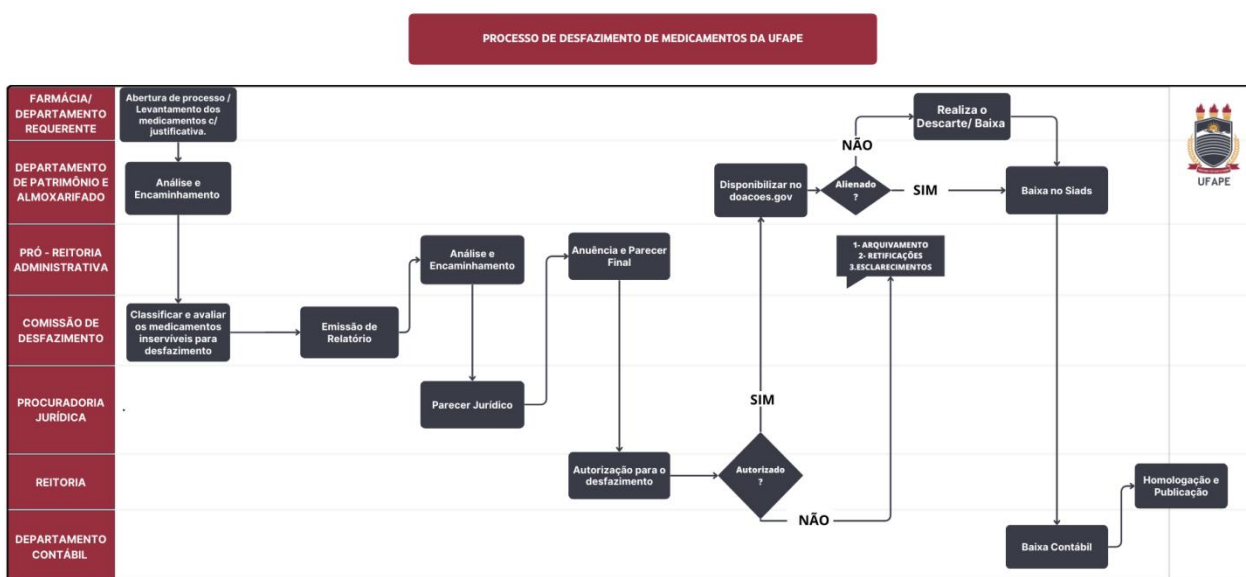 PROCESSO DE DESFAZIMENTO DE MEDICAMENTOS DA UFAPE
FARMÁCIA/
DEPARTAMENTO
REQUERENTE
Abertura de processo /
Levantamento dos
medicamentos c/
justificativa.
Realiza o
Descarte/ Baixa
NÃO
DEPARTAMENTO
DE PATRIMÔNIO E
ALMOXARIFADO
Análise e
Encaminhamento
Disponibilizar no
doacoes.gov
Alienado
?
SIM
Baixa no Siads
UFAPE
PRÓ - REITORIA
ADMINISTRATIVA
Análise e
Encaminhamento
Anuência e Parecer
Final
1- ARQUIVAMENTO
2- RETIFICAÇÕES
3.ESCLARECIMENTOS
COMISSÃO DE
DESFAZIMENTO
Classificar e avaliar
os medicamentos
inservíveis para
desfazimento
Emissão de
Relatório
PROCURADORIA
JURÍDICA
.
Parecer Jurídico
SIM
REITORIA
Autorização para o
desfazimento
Autorizado
?
NÃO
Homologação e
Publicação
DEPARTAMENTO
CONTÁBIL
Baixa Contábil